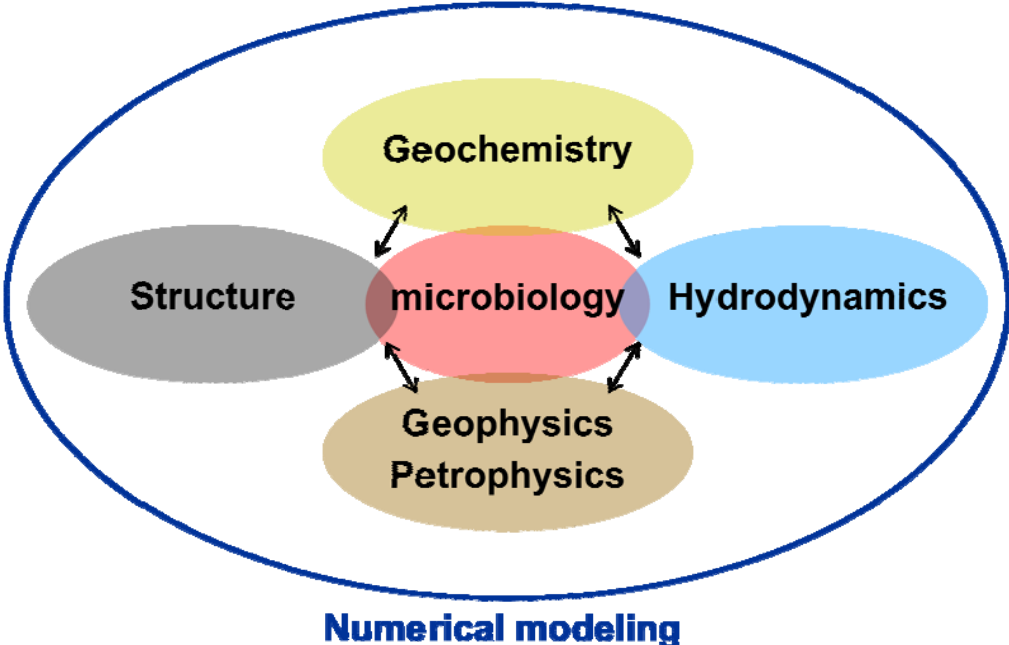 Geochemistry
Structure
microbiology
Hydrodynamics
Geophysics
Petrophysics
Numerical modeling